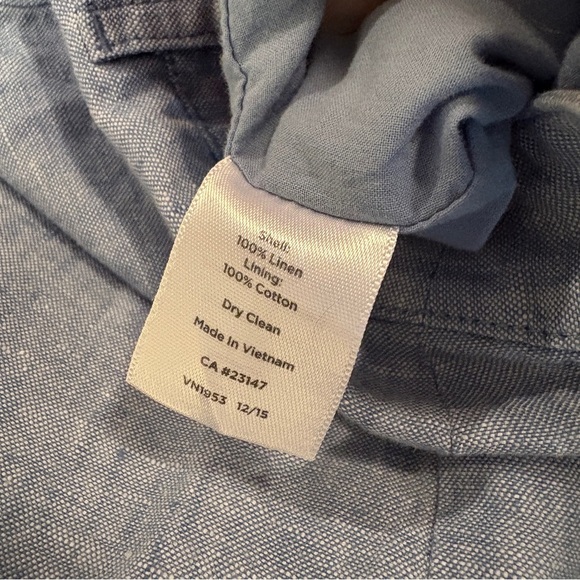 Shell:
100% Linen
Lining:
100% Cotton
Dry Clean
Made in Vietnam
CA #23147
VN1953 12/15